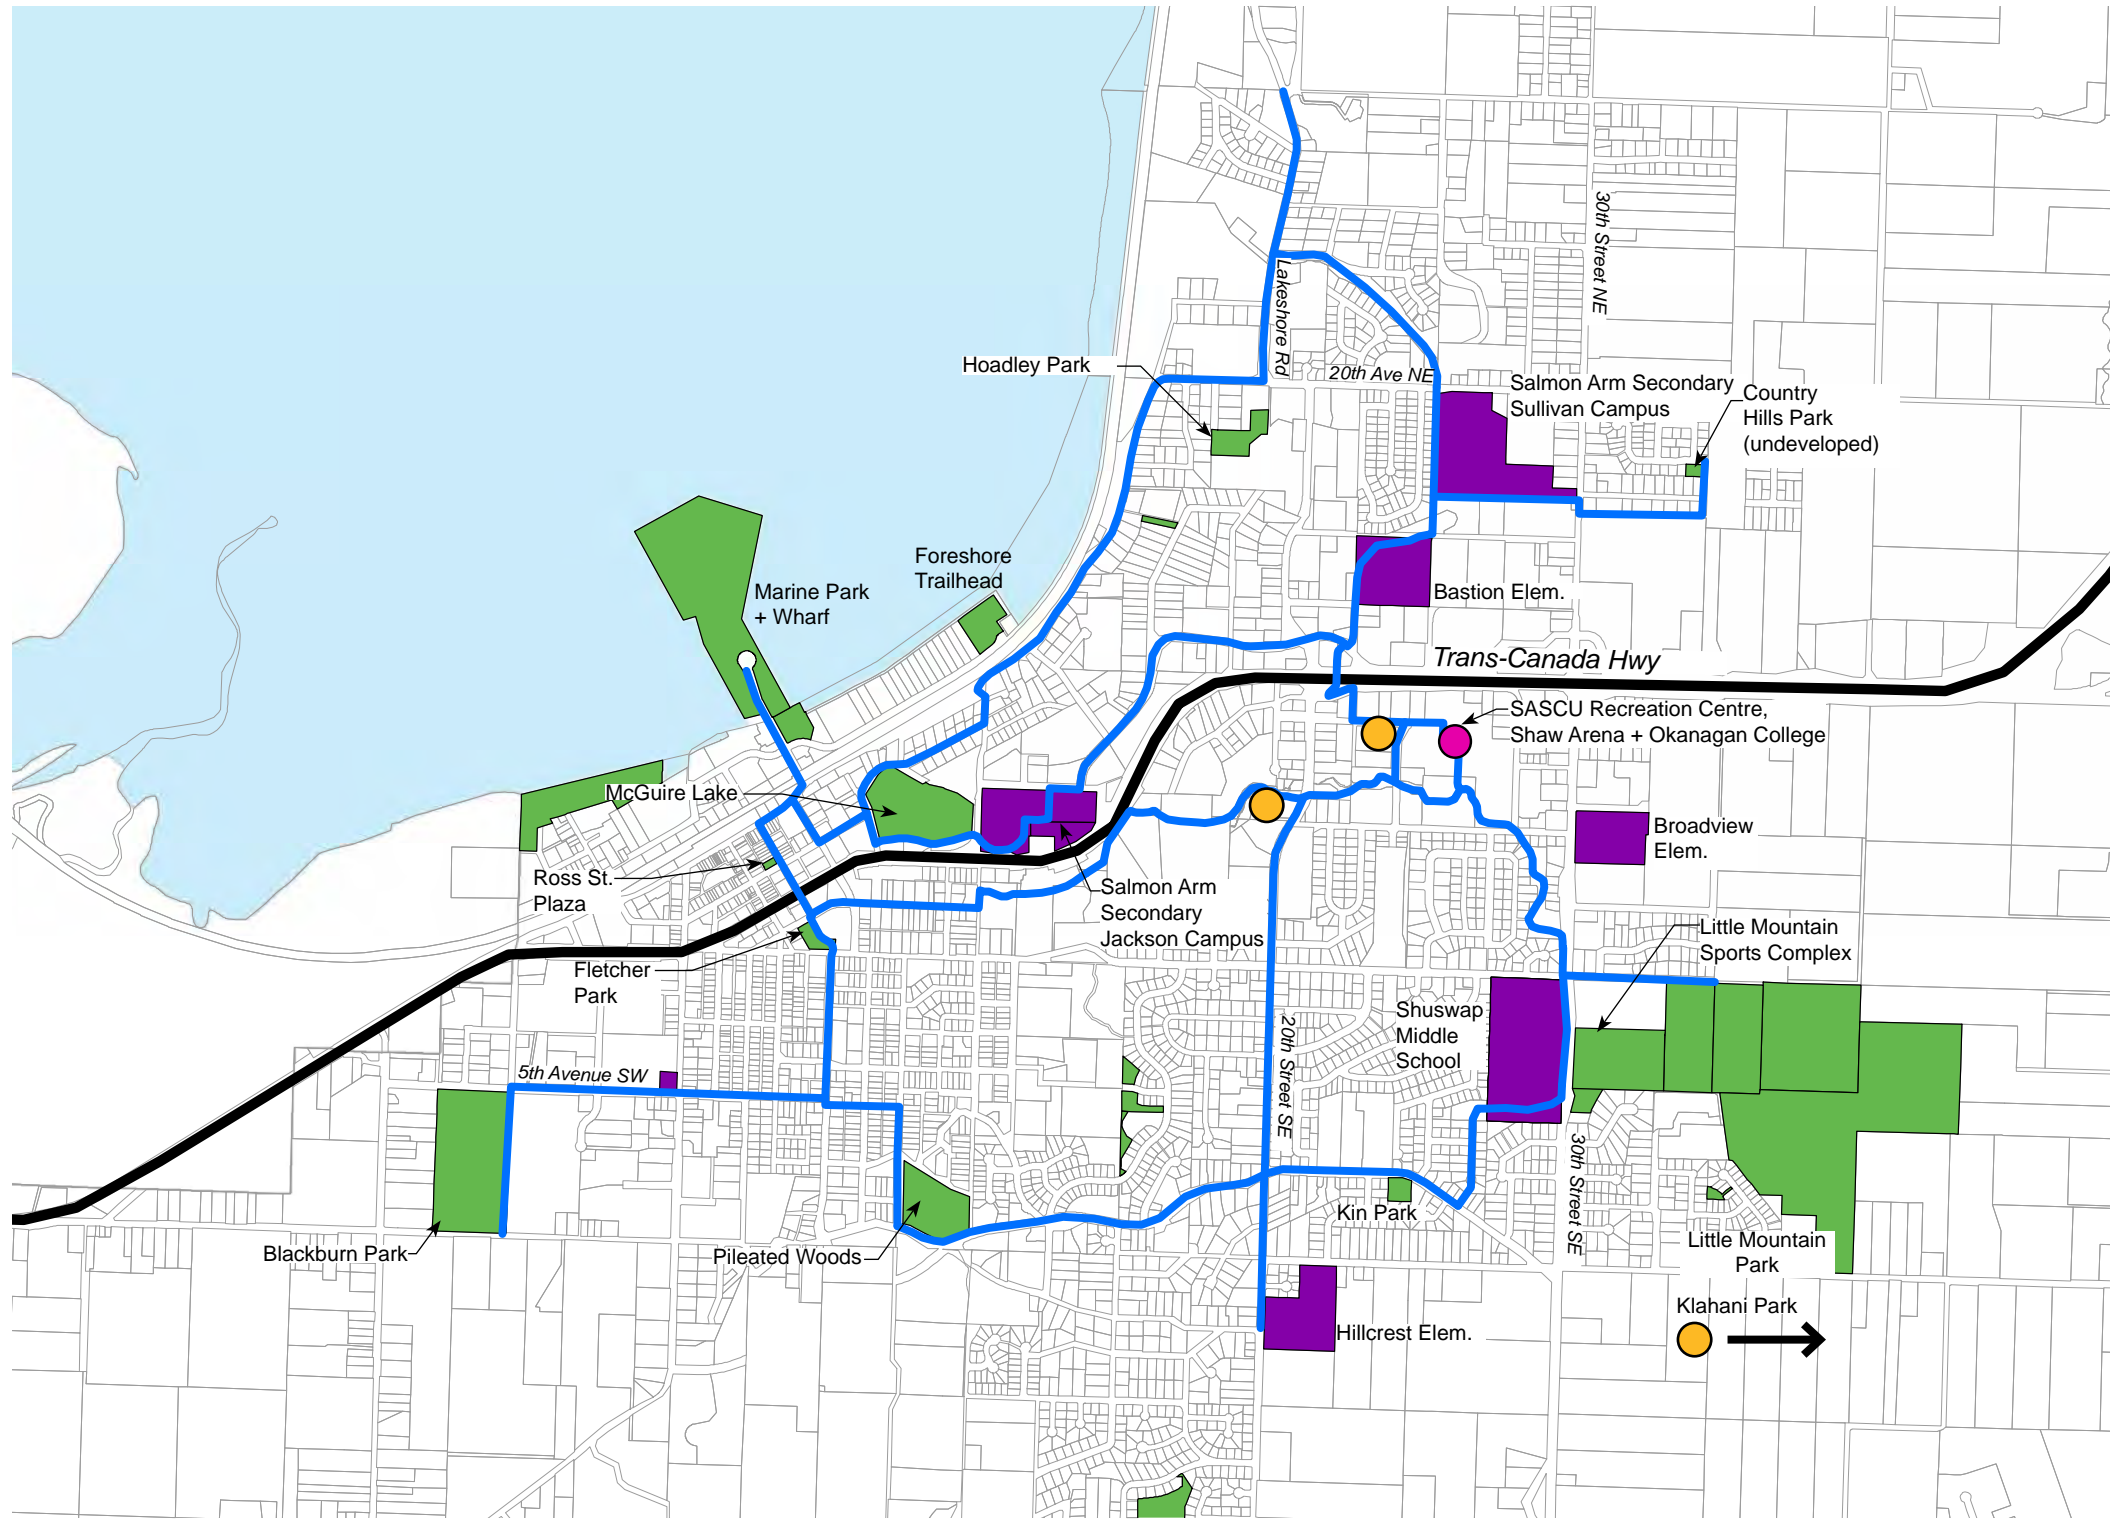 30th Street NE
Lakeshore Rd
Hoadley Park
20th Ave NE
Salmon Arm Secondary
Sullivan Campus
Country
Hills Park
(undeveloped)
Foreshore
Trailhead
Marine Park
+ Wharf
Bastion Elem.
Trans-Canada Hwy
SASCU Recreation Centre,
Shaw Arena + Okanagan College
McGuire Lake
Broadview
Elem.
Ross St.
Plaza
Salmon Arm
Secondary
Jackson Campus
Little Mountain
Sports Complex
Fletcher
Park
Shuswap
Middle
School
20th Street SE
5th Avenue SW
30th Street SE
Kin Park
Blackburn Park
Pileated Woods
Little Mountain
Park
Klahani Park
Hillcrest Elem.